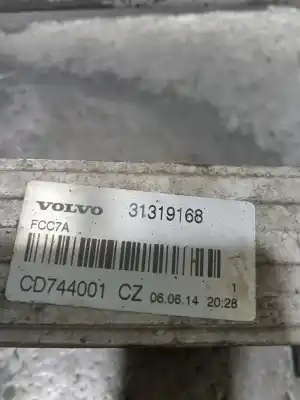 VOLVO 31319168
FCC7A
1
CD744001 CZ 06.06.14 20:28